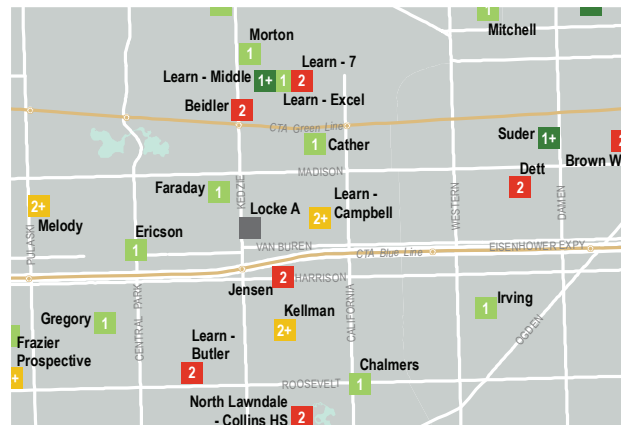 Morton
1
Mitchell
1
Learn - Middle
1+
1
2
Learn - 7
Learn - Excel
Beidler
2
CTA Green Line
1
Cather
Suder
1+
Brown W
2
MADISON
Dett
2
Faraday
1
KEDZIE
Learn -
Campbell
2+
Locke A
WESTERN
DAMEN
2+
Melody
PULASKI
Ericson
1
VAN BUREN
CTA Blue Line
EISENHOWER EXPY
Jensen
2
HARRISON
CENTRAL PARK
CALIFORNIA
Kellman
2+
Irving
1
OGDEN
Gregory
1
Frazier
Prospective
+
Learn -
Butler
2
Chalmers
1
ROOSEVELT
North Lawndale
- Collins HS
2